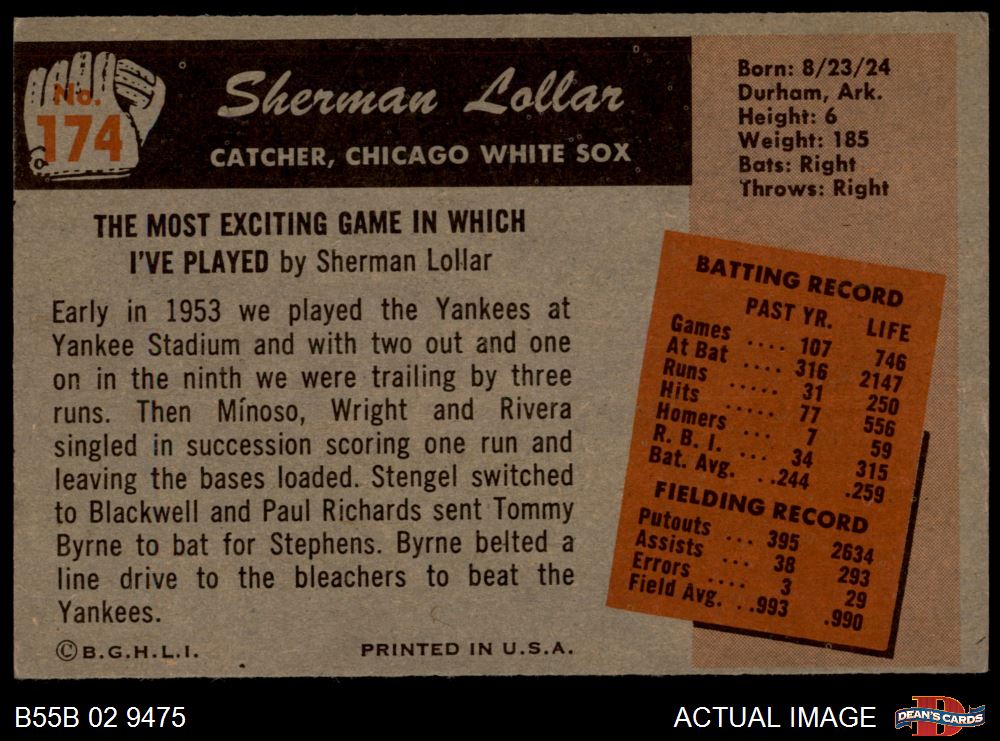 No.
174
Sherman Lollar
CATCHER, CHICAGO WHITE SOX
Born: 8/23/24
Durham, Ark.
Height: 6
Weight: 185
Bats: Right
Throws: Right
THE MOST EXCITING GAME IN WHICH
I'VE PLAYED by Sherman Lollar
Early in 1953 we played the Yankees at
Yankee Stadium and with two out and one
on in the ninth we were trailing by three
runs. Then Mínoso, Wright and Rivera
singled in succession scoring one run and
leaving the bases loaded. Stengel switched
to Blackwell and Paul Richards sent Tommy
Byrne to bat for Stephens. Byrne belted a
line drive to the bleachers to beat the
Yankees.
©B.G.H.L.I.
PRINTED IN U.S.A.
BATTING RECORD
PAST YR. LIFE
Games .... 107 746
At Bat .... 316 2147
Runs ..... 31 250
Hits ..... 77 556
Homers ... 7 59
R. B. I. ... 34 315
Bat. Avg. ..244 .259
FIELDING RECORD
Putouts ... 395 2634
Assists ... 38 293
Errors .... 3 29
Field Avg. ..993 .990
B55B 02 9475
ACTUAL IMAGE
D
DEAN'S CARDS